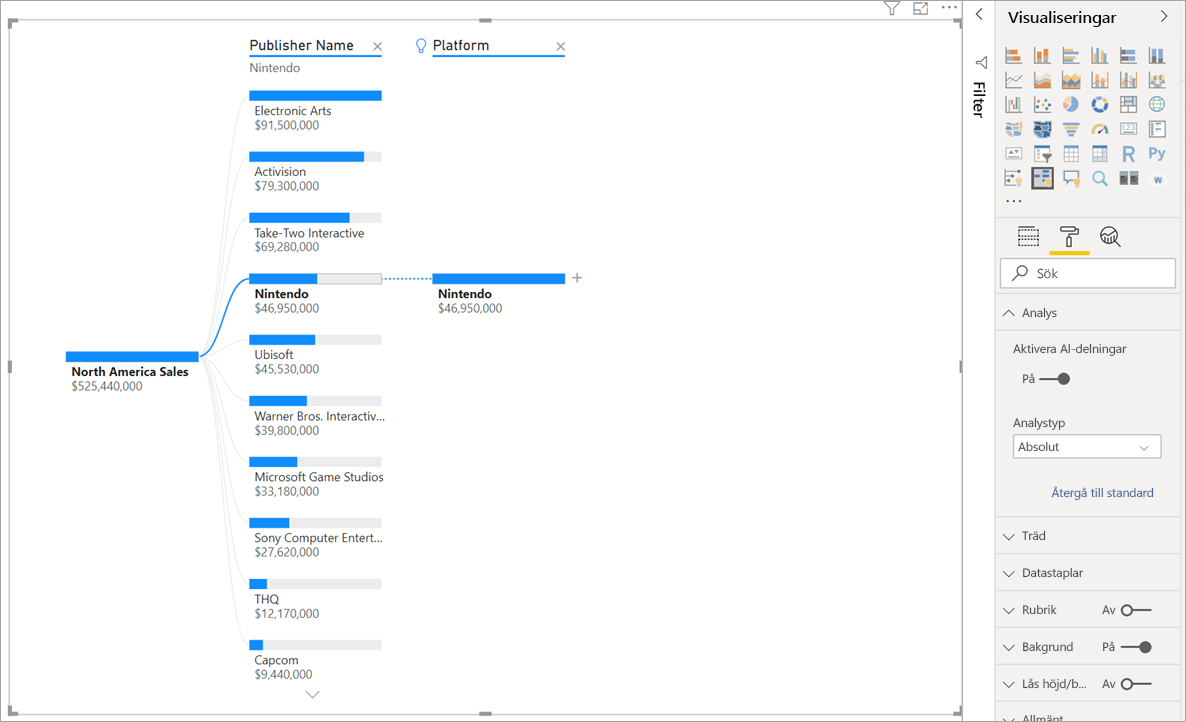 Publisher Name
Nintendo
Platform
Electronic Arts
$91,500,000
Activision
$79,300,000
Take-Two Interactive
$69,280,000
Nintendo
$46,950,000
Nintendo
$46,950,000
Ubisoft
$45,530,000
North America Sales
$525,440,000
Warner Bros. Interactiv...
$39,800,000
Microsoft Game Studios
$33,180,000
Sony Computer Entert...
$27,620,000
THQ
$12,170,000
Capcom
$9,440,000
Filter
Visualiseringar
123
R
Py
W
...
Sök
Analys
Aktivera AI-delningar
På
Analystyp
Absolut
Återgå till standard
Träd
Datastaplar
Rubrik Av
Bakgrund På
Lås höjd/b... Av
Allmänt